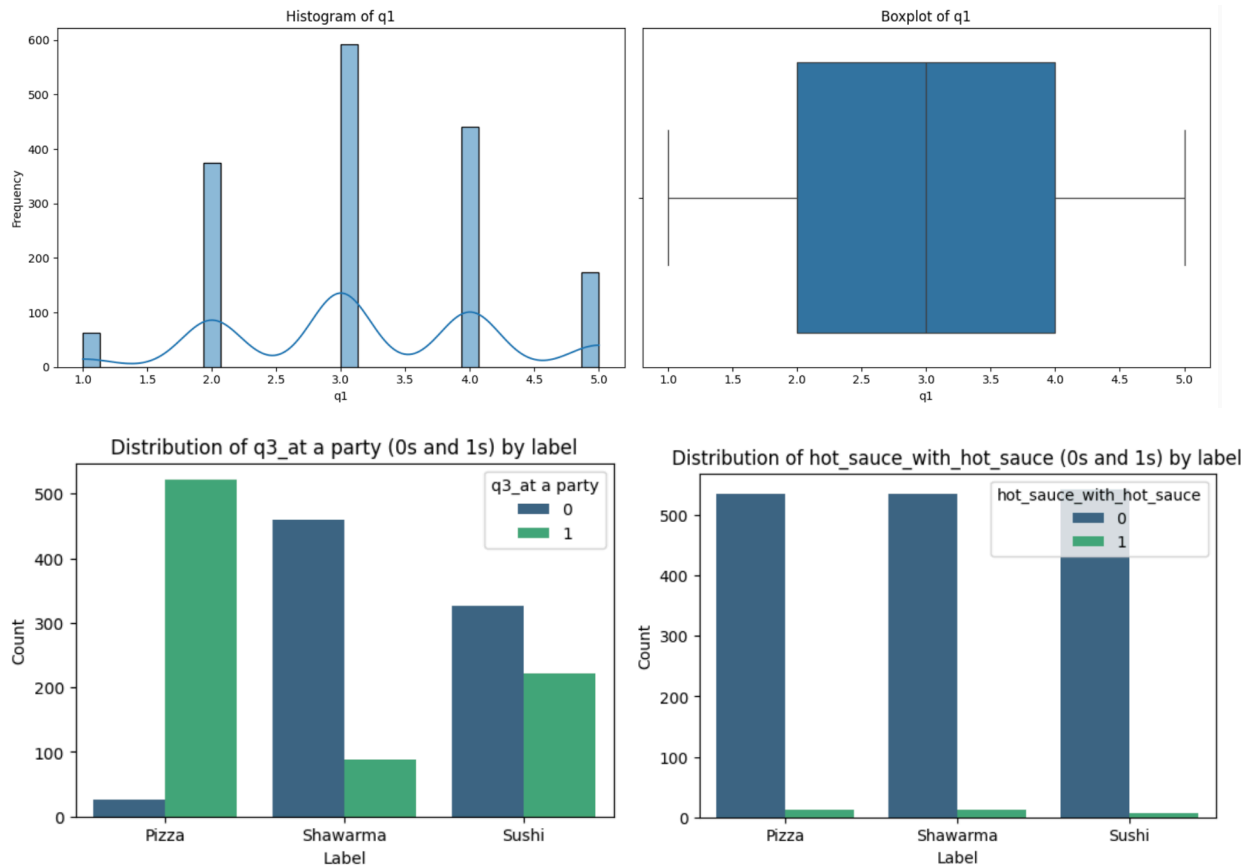 Histogram of q1
600
500
400
300
200
100
0
Frequency
1.0 1.5 2.0 2.5 3.0 3.5 4.0 4.5 5.0
q1
Boxplot of q1
1.0 1.5 2.0 2.5 3.0 3.5 4.0 4.5 5.0
q1
Distribution of q3_at a party (0s and 1s) by label
q3_at a party
0
1
500
400
300
200
100
0
Count
Pizza Shawarma Sushi
Label
Distribution of hot_sauce_with_hot_sauce (0s and 1s) by label
hot_sauce_with_hot_sauce
0
1
500
400
300
200
100
0
Count
Pizza Shawarma Sushi
Label